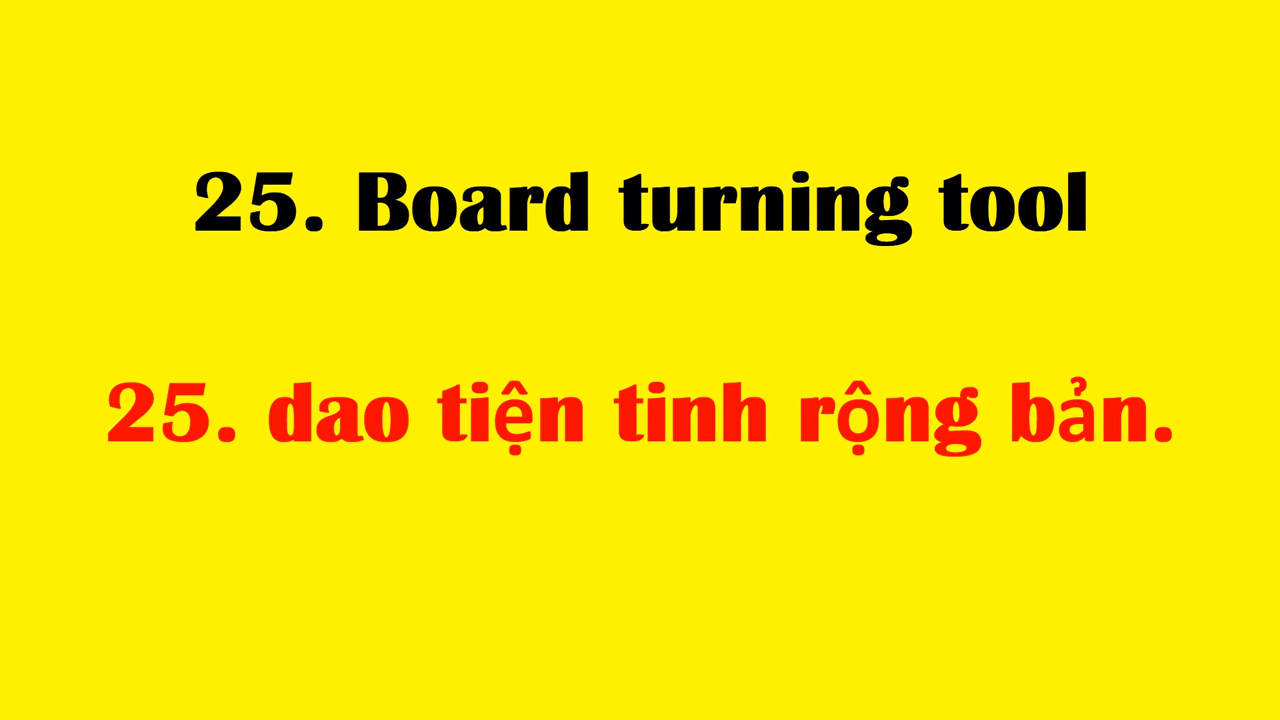 25. Board turning tool
25. dao tiện tinh rộng bản.